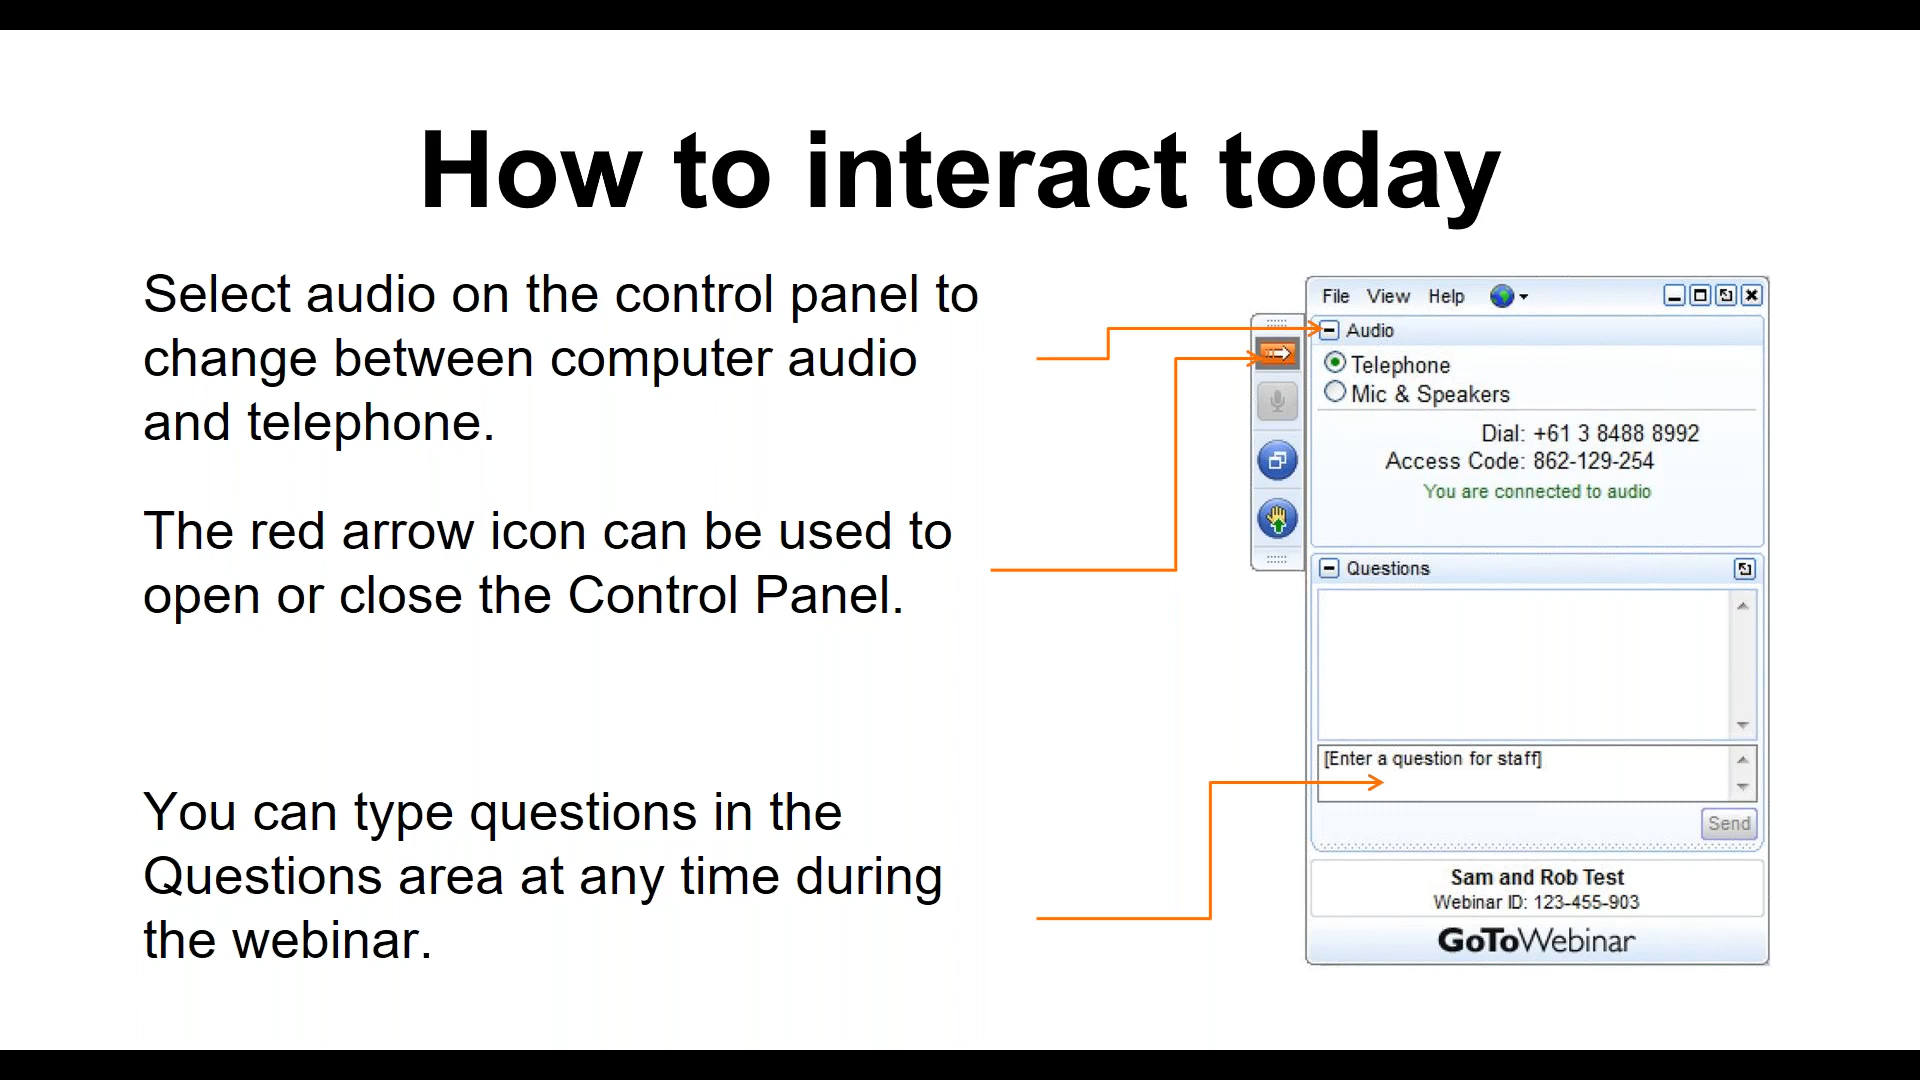 How to interact today
Select audio on the control panel to
change between computer audio
and telephone.
The red arrow icon can be used to
open or close the Control Panel.
You can type questions in the
Questions area at any time during
the webinar.
File View Help
Audio
Telephone
Mic & Speakers
Dial: +61 3 8488 8992
Access Code: 862-129-254
You are connected to audio
Questions
[Enter a question for staff]
Send
Sam and Rob Test
Webinar ID: 123-455-903
GoToWebinar